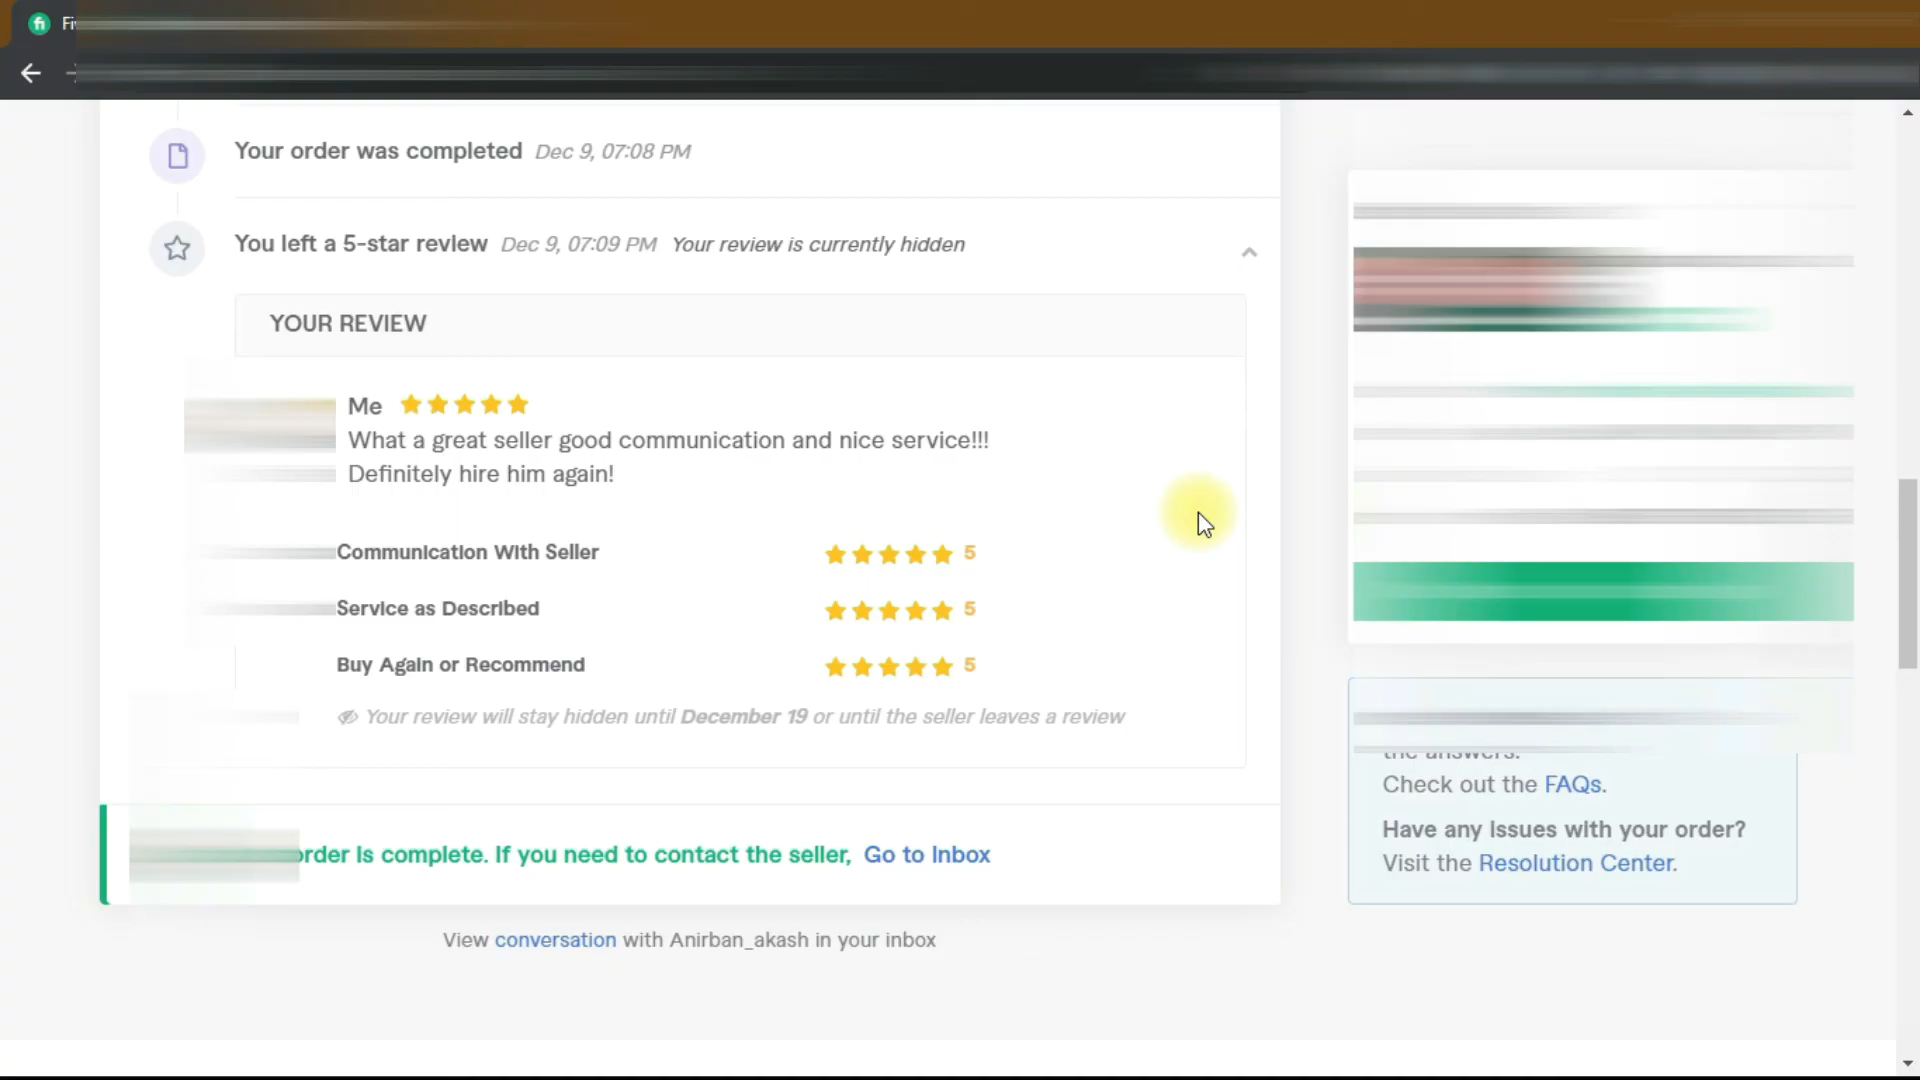 Your order was completed Dec 9, 07:08 PM
You left a 5-star review Dec 9, 07:09 PM Your review is currently hidden
YOUR REVIEW
Me
What a great seller good communication and nice service!!!
Definitely hire him again!
Communication With Seller 5
Service as Described 5
Buy Again or Recommend 5
Your review will stay hidden until December 19 or until the seller leaves a review
is complete. If you need to contact the seller, Go to Inbox
View conversation with Anirban_akash in your inbox
the answers.
Check out the FAQs.
Have any issues with your order?
Visit the Resolution Center.